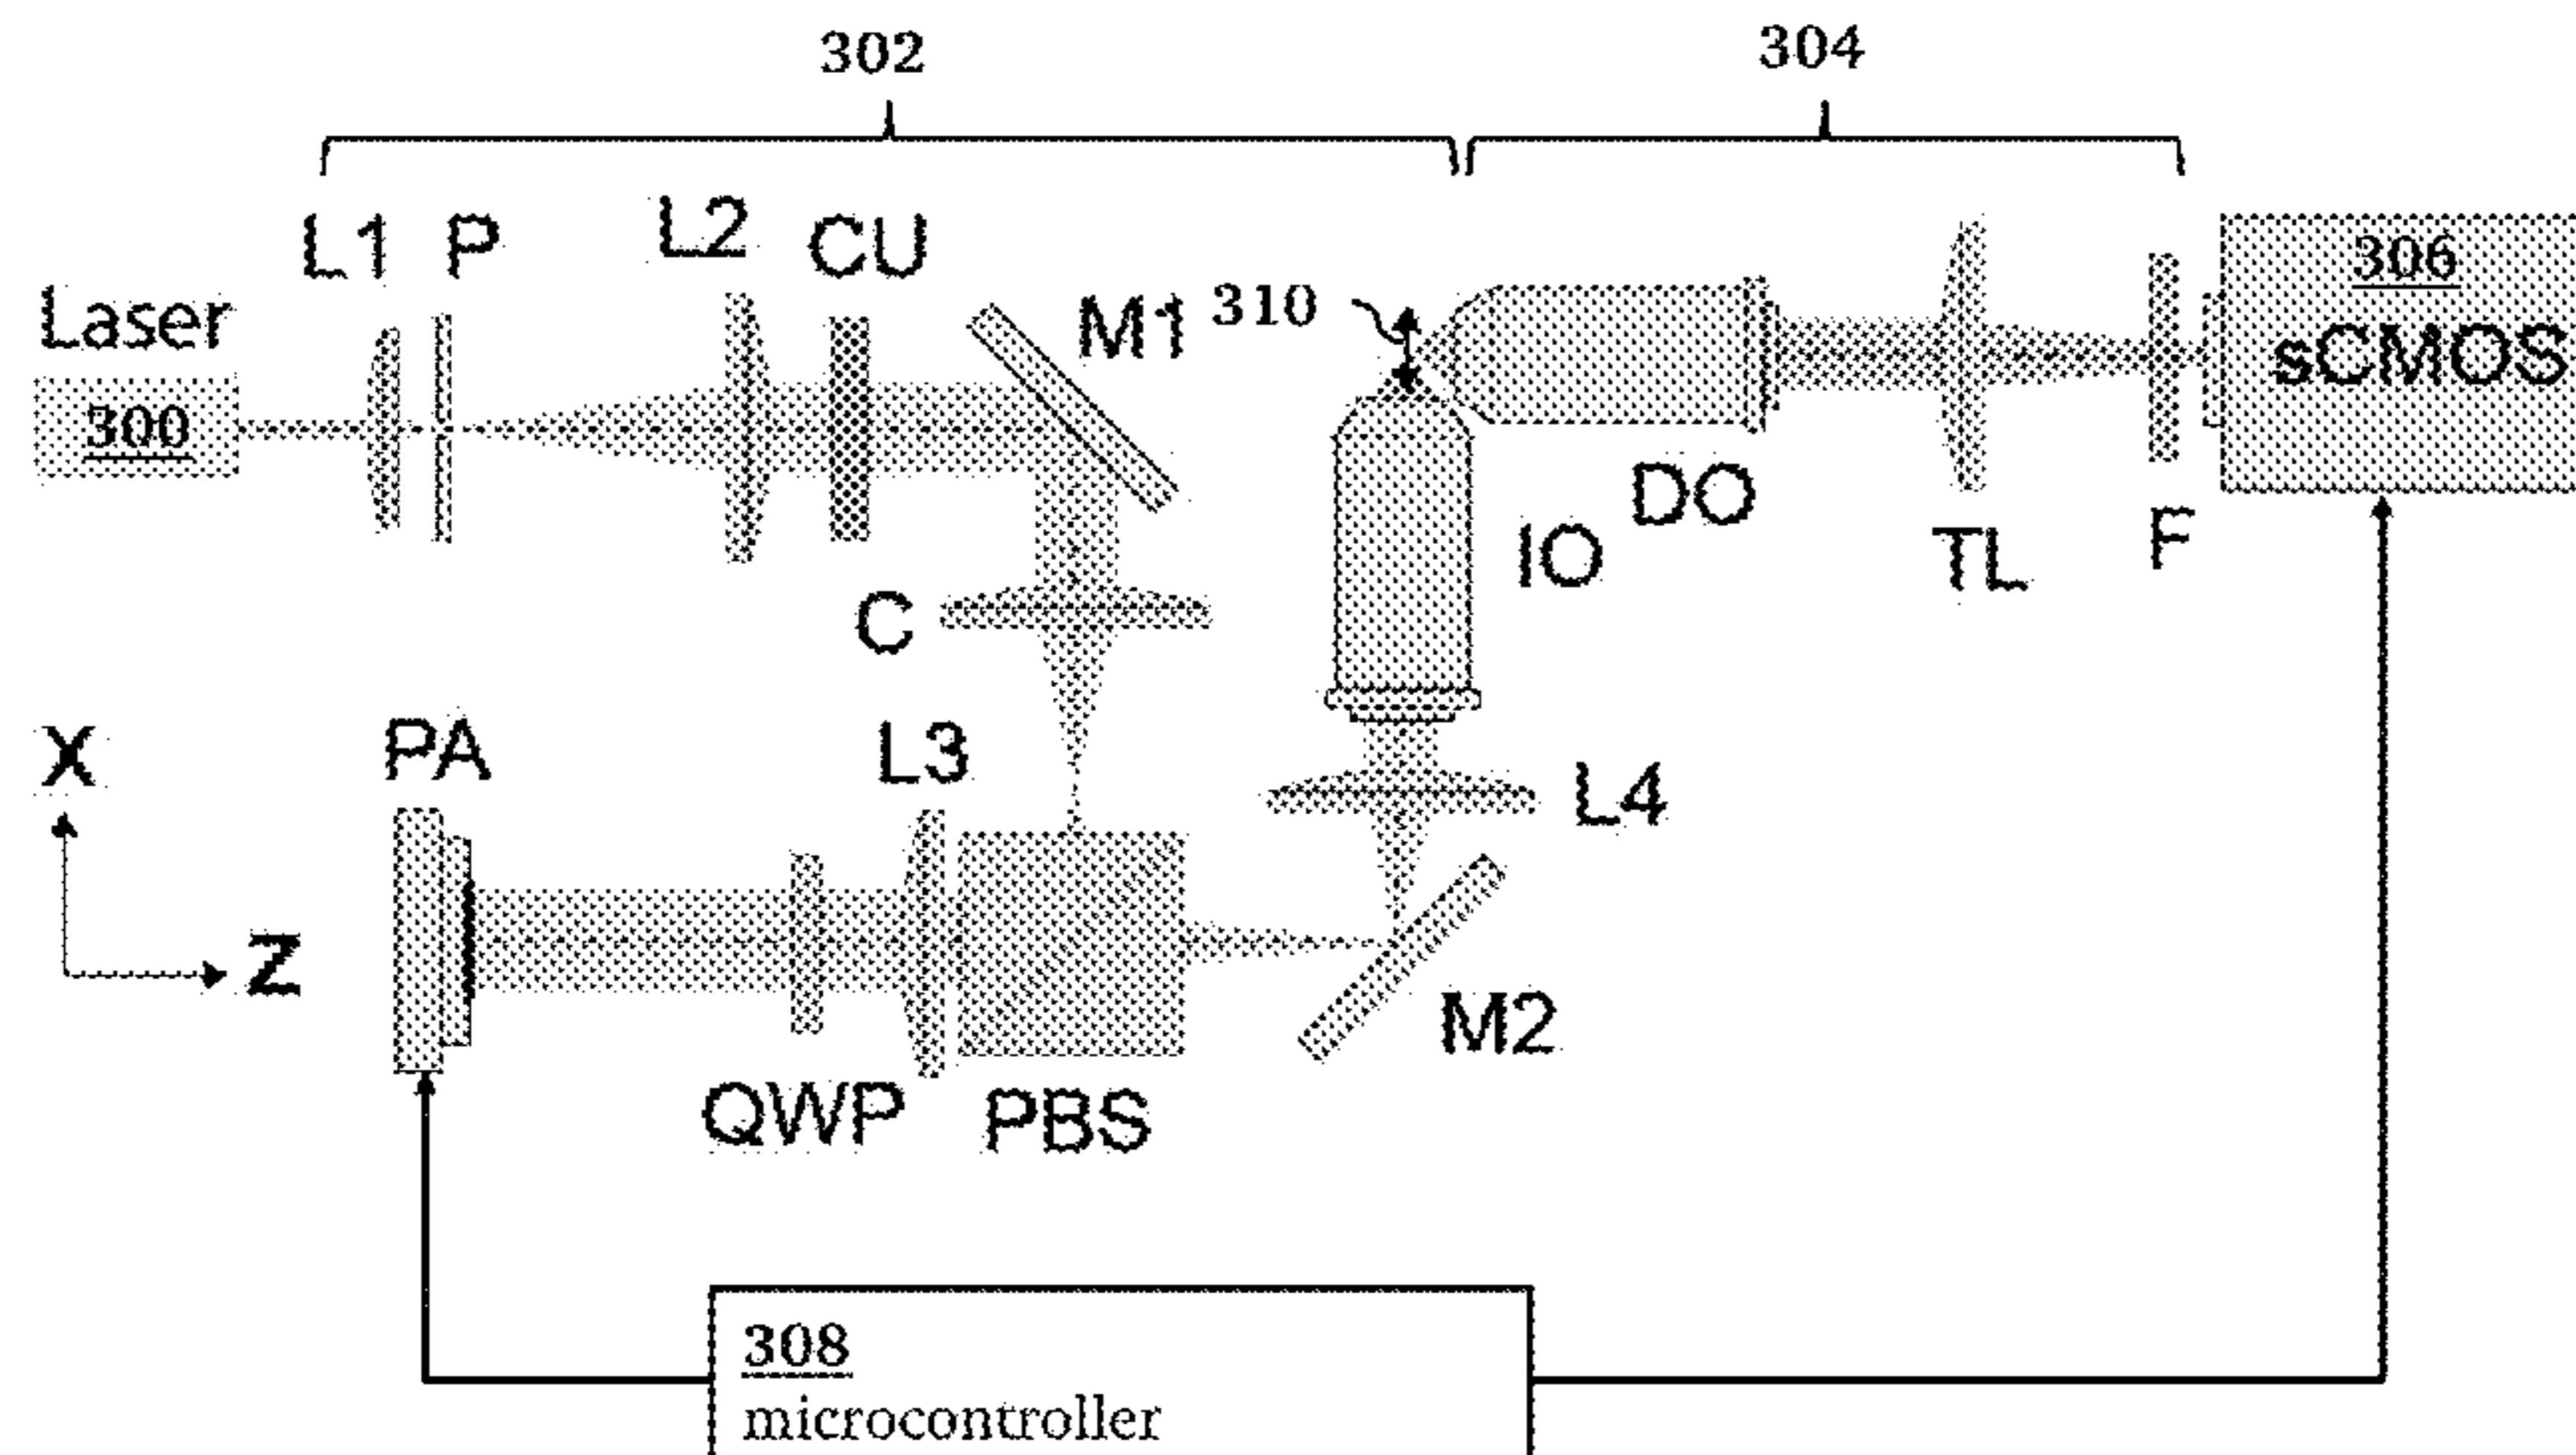 302
304
L1
P
L2
CU
Laser
300
M1
310
306
sCMOS
DO
IO
TL
F
C
X
PA
L3
L4
Z
M2
QWP
PBS
308
microcontroller